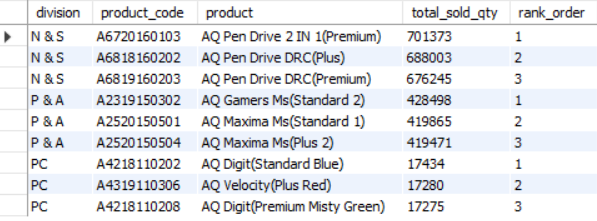 division product_code product total_sold_qty rank_order
N & S A6720160103 AQ Pen Drive 2 IN 1(Premium) 701373 1
N & S A6818160202 AQ Pen Drive DRC(Plus) 688003 2
N & S A6819160203 AQ Pen Drive DRC(Premium) 676245 3
P & A A2319150302 AQ Gamers Ms(Standard 2) 428498 1
P & A A2520150501 AQ Maxima Ms(Standard 1) 419865 2
P & A A2520150504 AQ Maxima Ms(Plus 2) 419471 3
PC A4218110202 AQ Digit(Standard Blue) 17434 1
PC A4319110306 AQ Velocity(Plus Red) 17280 2
PC A4218110208 AQ Digit(Premium Misty Green) 17275 3